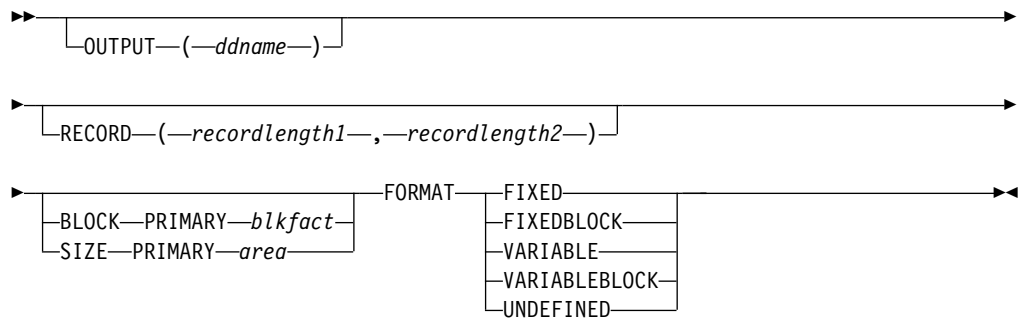 OUTPUT ( ddname )
RECORD ( recordlength1 , recordlength2 )
FORMAT FIXED
BLOCK PRIMARY blkfact FIXEDBLOCK
SIZE PRIMARY area VARIABLE
VARIABLEBLOCK
UNDEFINED